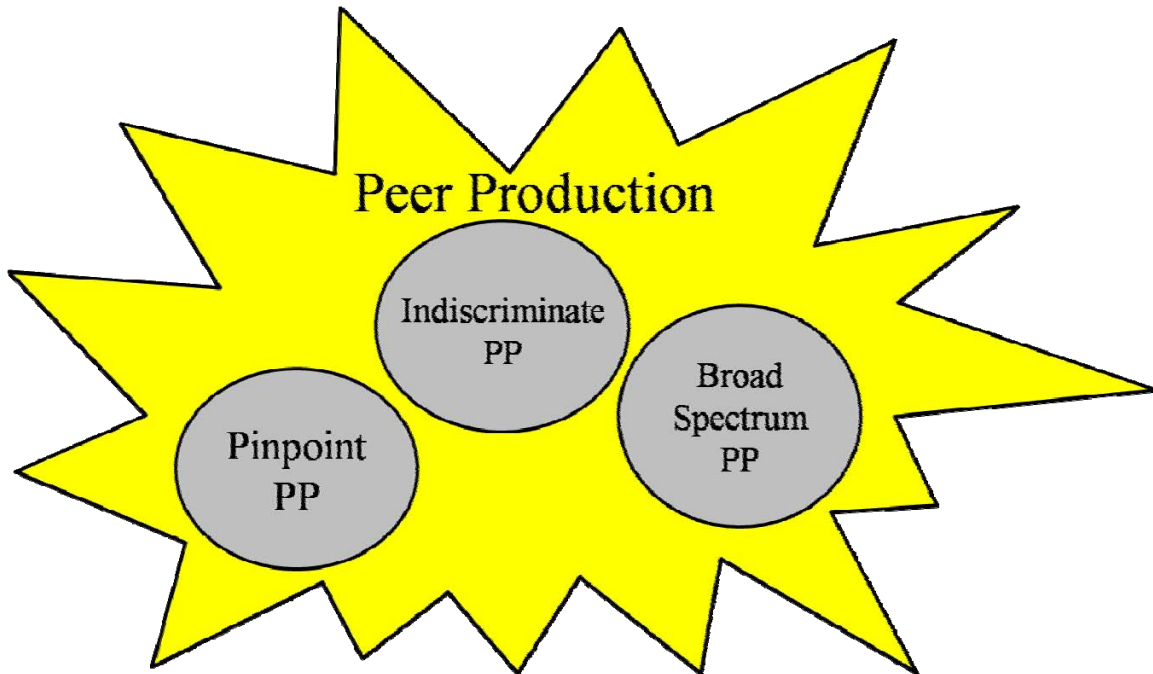 Peer Production
Indiscriminate
PP
Broad
Spectrum
PP
Pinpoint
PP